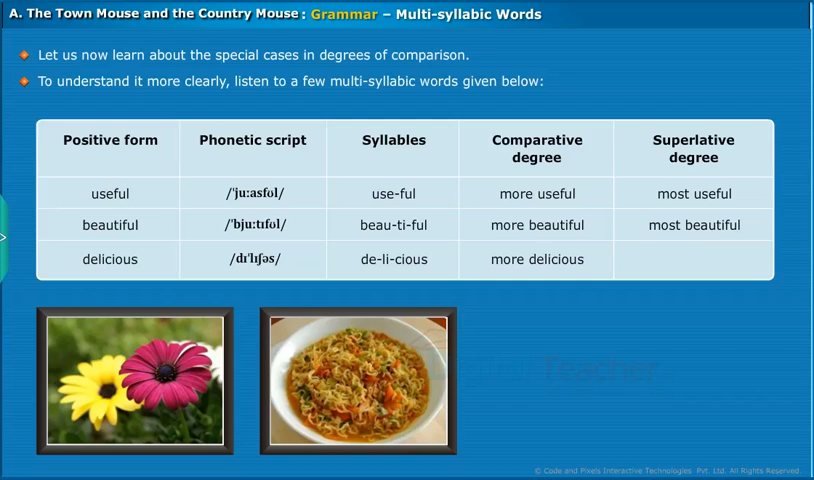 A. The Town Mouse and the Country Mouse : Grammar – Multi-syllabic Words
Let us now learn about the special cases in degrees of comparison.
To understand it more clearly, listen to a few multi-syllabic words given below:
Positive form Phonetic script Syllables Comparative degree Superlative degree
useful /ˈjuːasfʊl/ use-ful more useful most useful
beautiful /ˈbjuːtɪfʊl/ beau-ti-ful more beautiful most beautiful
delicious /dɪˈlɪʃəs/ de-li-cious more delicious
Teacher
© Code and Pixels Interactive Technologies Pvt. Ltd. All Rights Reserved.